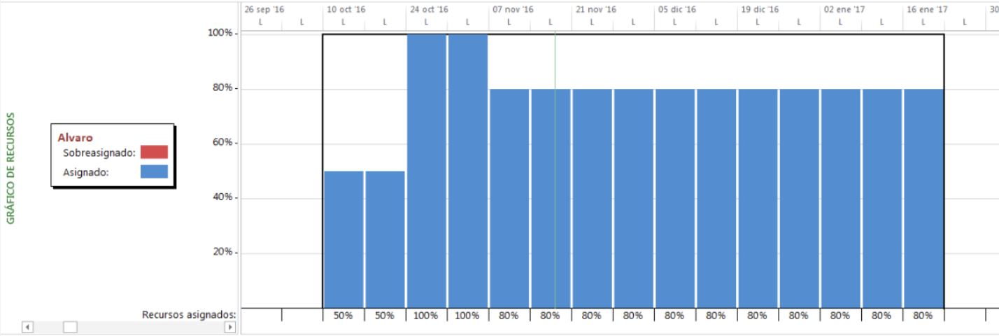 26 sep '16 10 oct '16 24 oct '16 07 nov '16 21 nov '16 05 dic '16 19 dic '16 02 ene '17 16 ene '17 30
L L L L L L L L L L L L L L L L L L
100%
80%
60%
40%
20%
GRÁFICO DE RECURSOS
Alvaro
Sobreasignado:
Asignado:
Recursos asignados: 50% 50% 100% 100% 80% 80% 80% 80% 80% 80% 80% 80% 80% 80% 80%